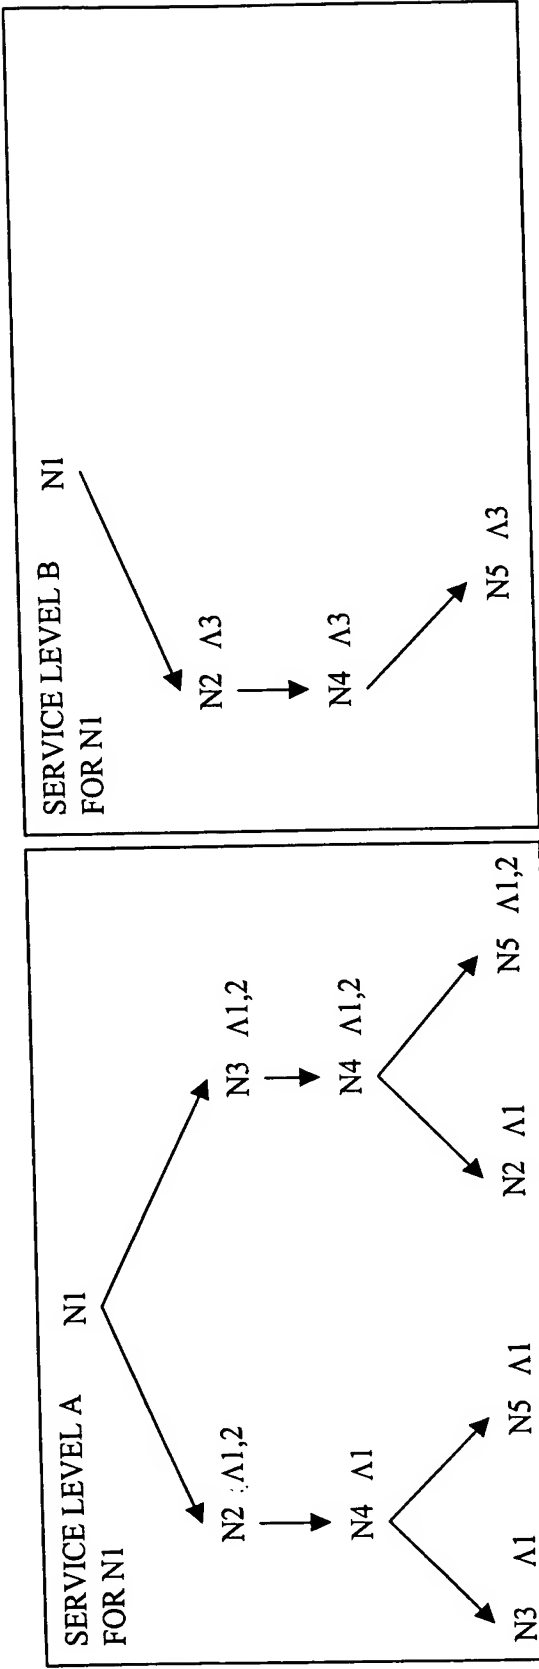 SERVICE LEVEL A
FOR N1
N1
N2 Λ1,2
N3 Λ1,2
N4 Λ1
N4 Λ1,2
N3 Λ1
N5 Λ1
N2 Λ1
N5 Λ1,2
SERVICE LEVEL B
FOR N1
N1
N2 Λ3
N4 Λ3
N5 Λ3